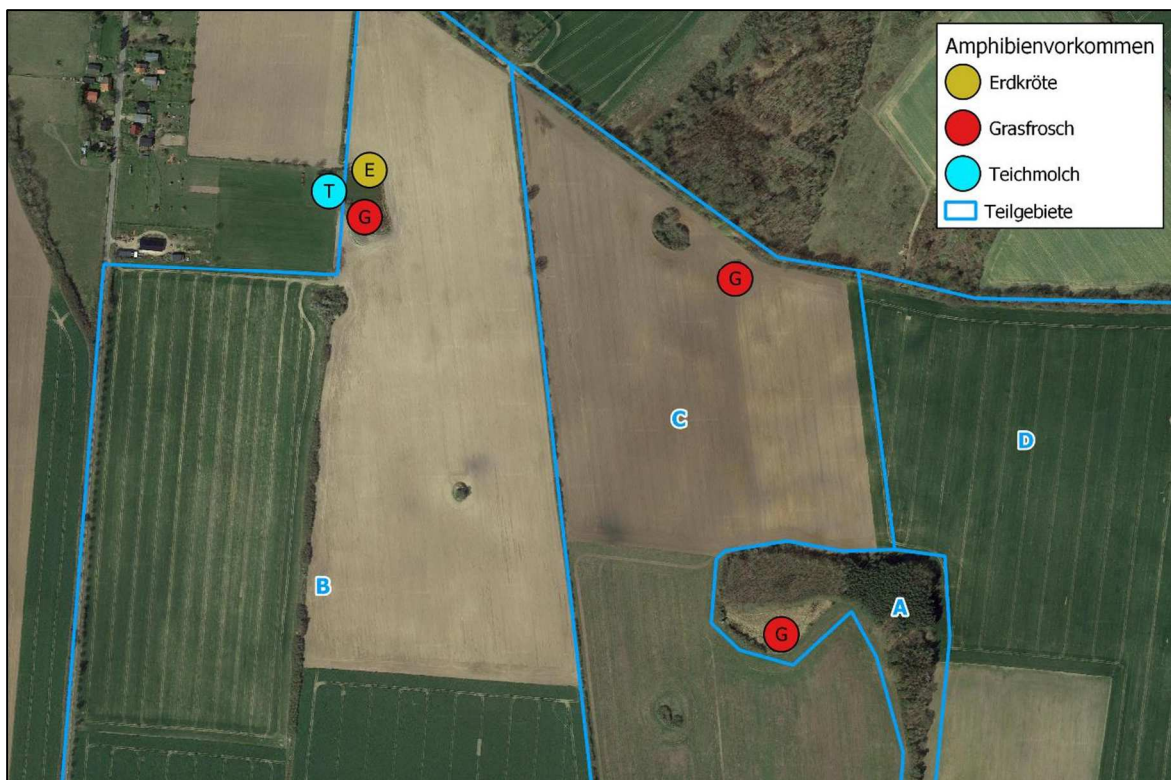 Amphibienvorkommen
E Erdkröte
G Grasfrosch
T Teichmolch
Teilgebiete
E
T
G
G
C
D
B
A
G